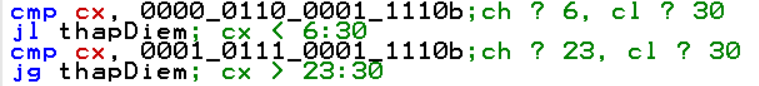 cmp cx, 0000_0110_0001_1110b;ch ? 6, cl ? 30
jl thapDiem; cx < 6:30
cmp cx, 0001_0111_0001_1110b;ch ? 23, cl ? 30
jg thapDiem; cx > 23:30